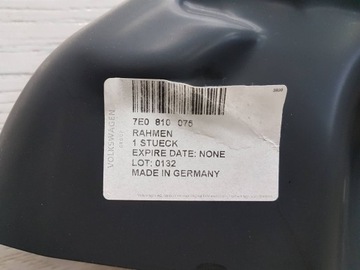 7E0 810 075
RAHMEN
1 STUECK
EXPIRE DATE: NONE
LOT: 0132
MADE IN GERMANY
VOLKSWAGEN